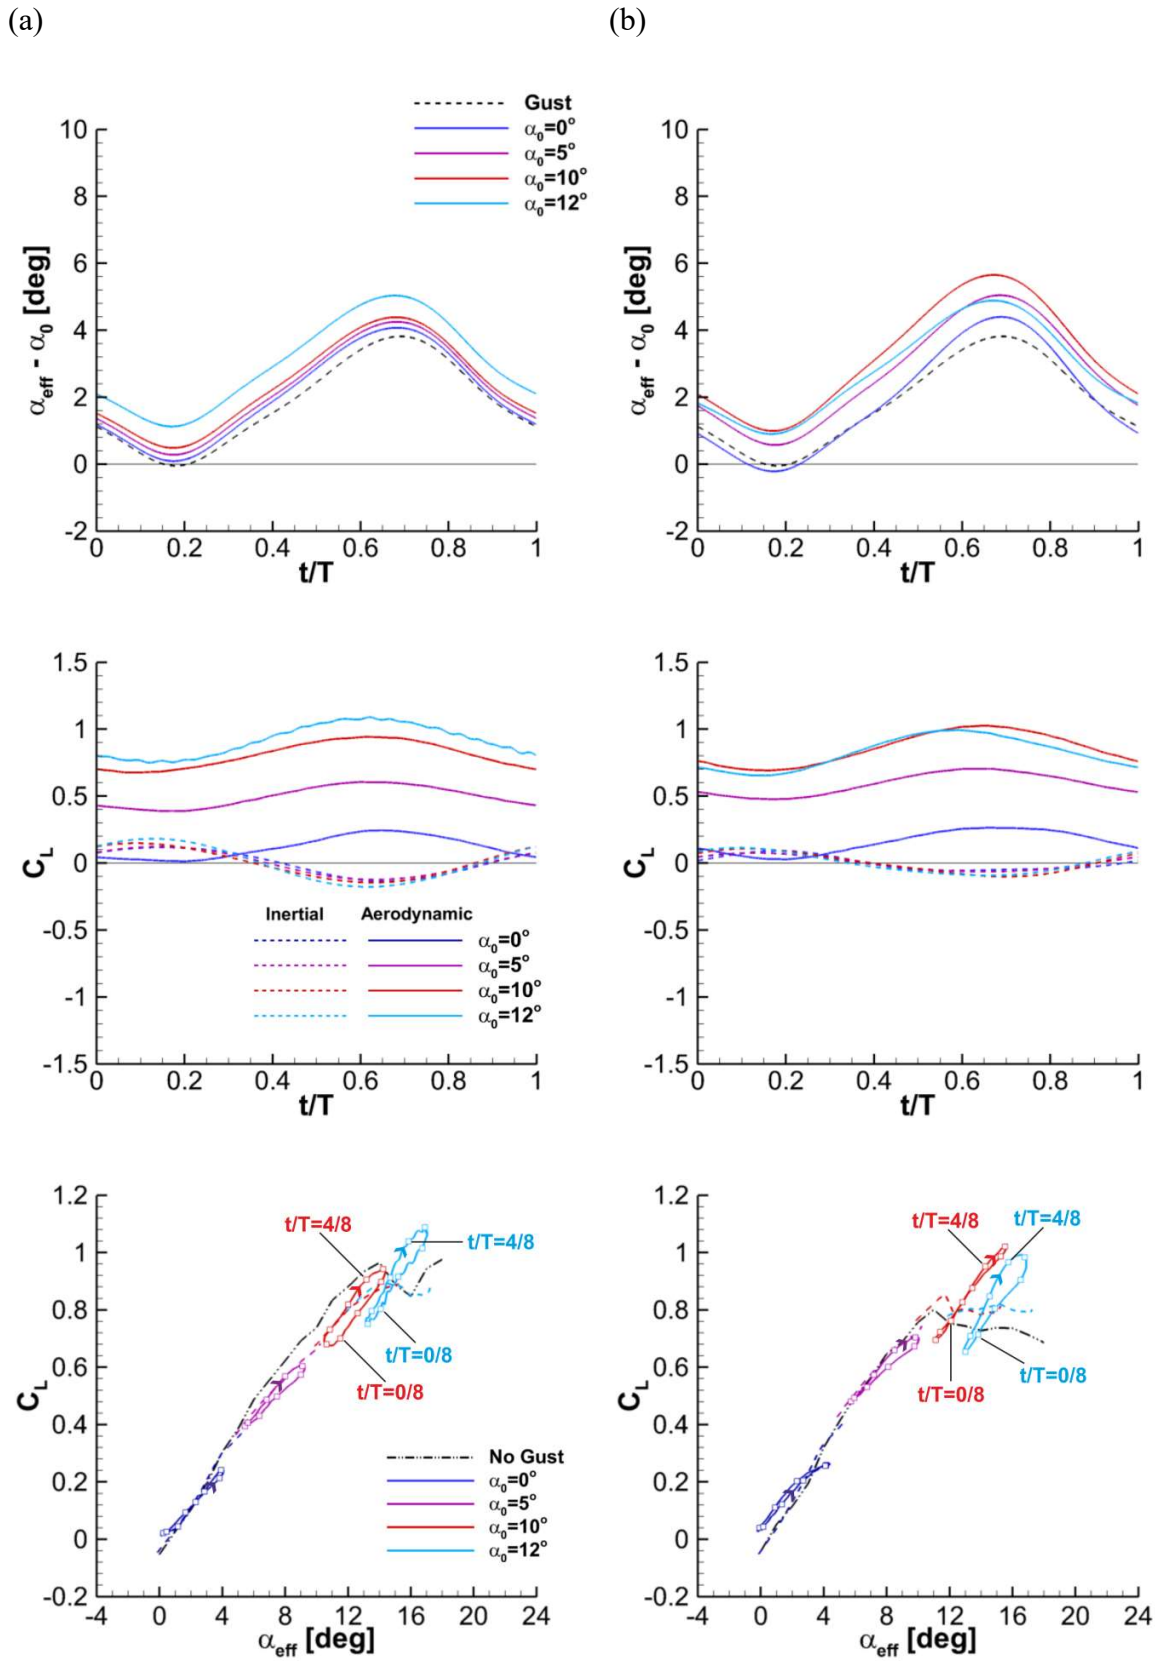 (a)
(b)
Gust
α0=0°
α0=5°
α0=10°
α0=12°
10
8
6
4
2
0
-2
αeff - α0 [deg]
0 0.2 0.4 0.6 0.8 1
t/T
10
8
6
4
2
0
-2
αeff - α0 [deg]
0 0.2 0.4 0.6 0.8 1
t/T
1.5
1
0.5
0
-0.5
-1
-1.5
CL
Inertial Aerodynamic
α0=0°
α0=5°
α0=10°
α0=12°
0 0.2 0.4 0.6 0.8 1
t/T
1.5
1
0.5
0
-0.5
-1
-1.5
CL
0 0.2 0.4 0.6 0.8 1
t/T
1.2
1
0.8
0.6
0.4
0.2
0
-0.2
CL
t/T=4/8
t/T=4/8
t/T=0/8
t/T=0/8
No Gust
α0=0°
α0=5°
α0=10°
α0=12°
-4 0 4 8 12 16 20 24
αeff [deg]
1.2
1
0.8
0.6
0.4
0.2
0
-0.2
CL
t/T=4/8
t/T=4/8
t/T=0/8
t/T=0/8
-4 0 4 8 12 16 20 24
αeff [deg]